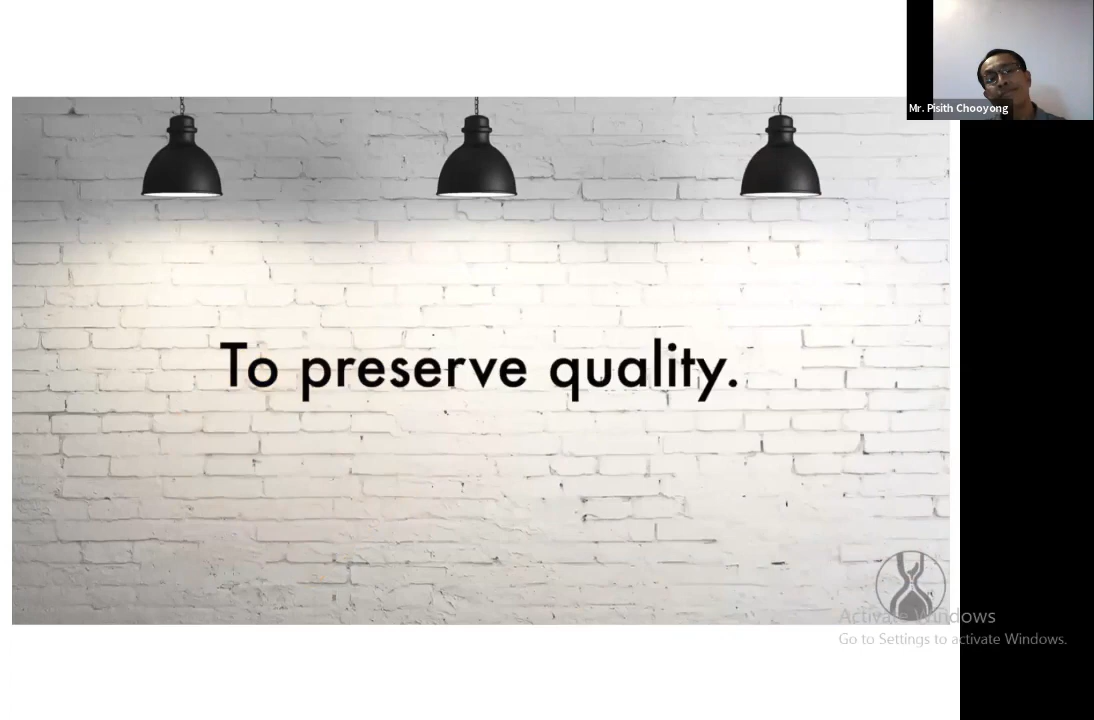 Mr. Pisith Chooyong
To preserve quality.
Activate Windows
Go to Settings to activate Windows.